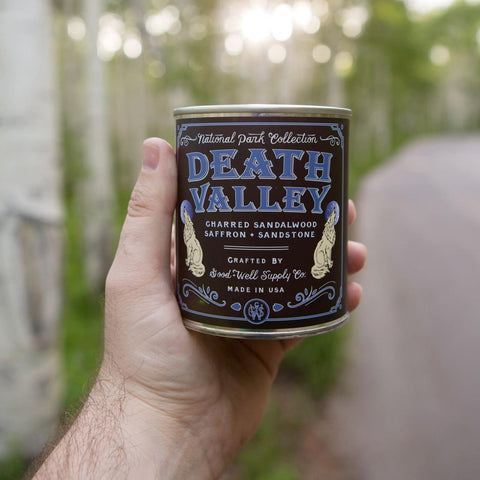 National Park Collection
DEATH
VALLEY
CHARRED SANDALWOOD
SAFFRON + SANDSTONE
CRAFTED BY
Good & Well Supply Co.
MADE IN USA